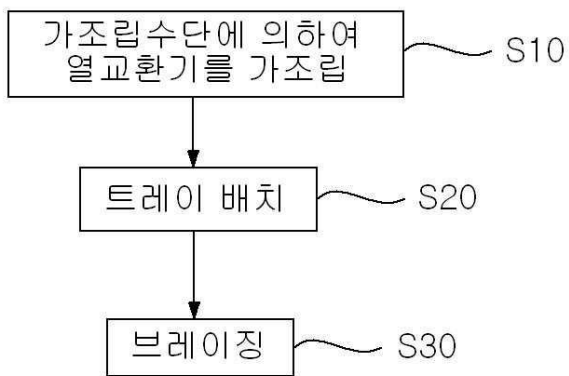 가조립수단에 의하여
열교환기를 가조립
S10
트레이 배치
S20
브레이징
S30